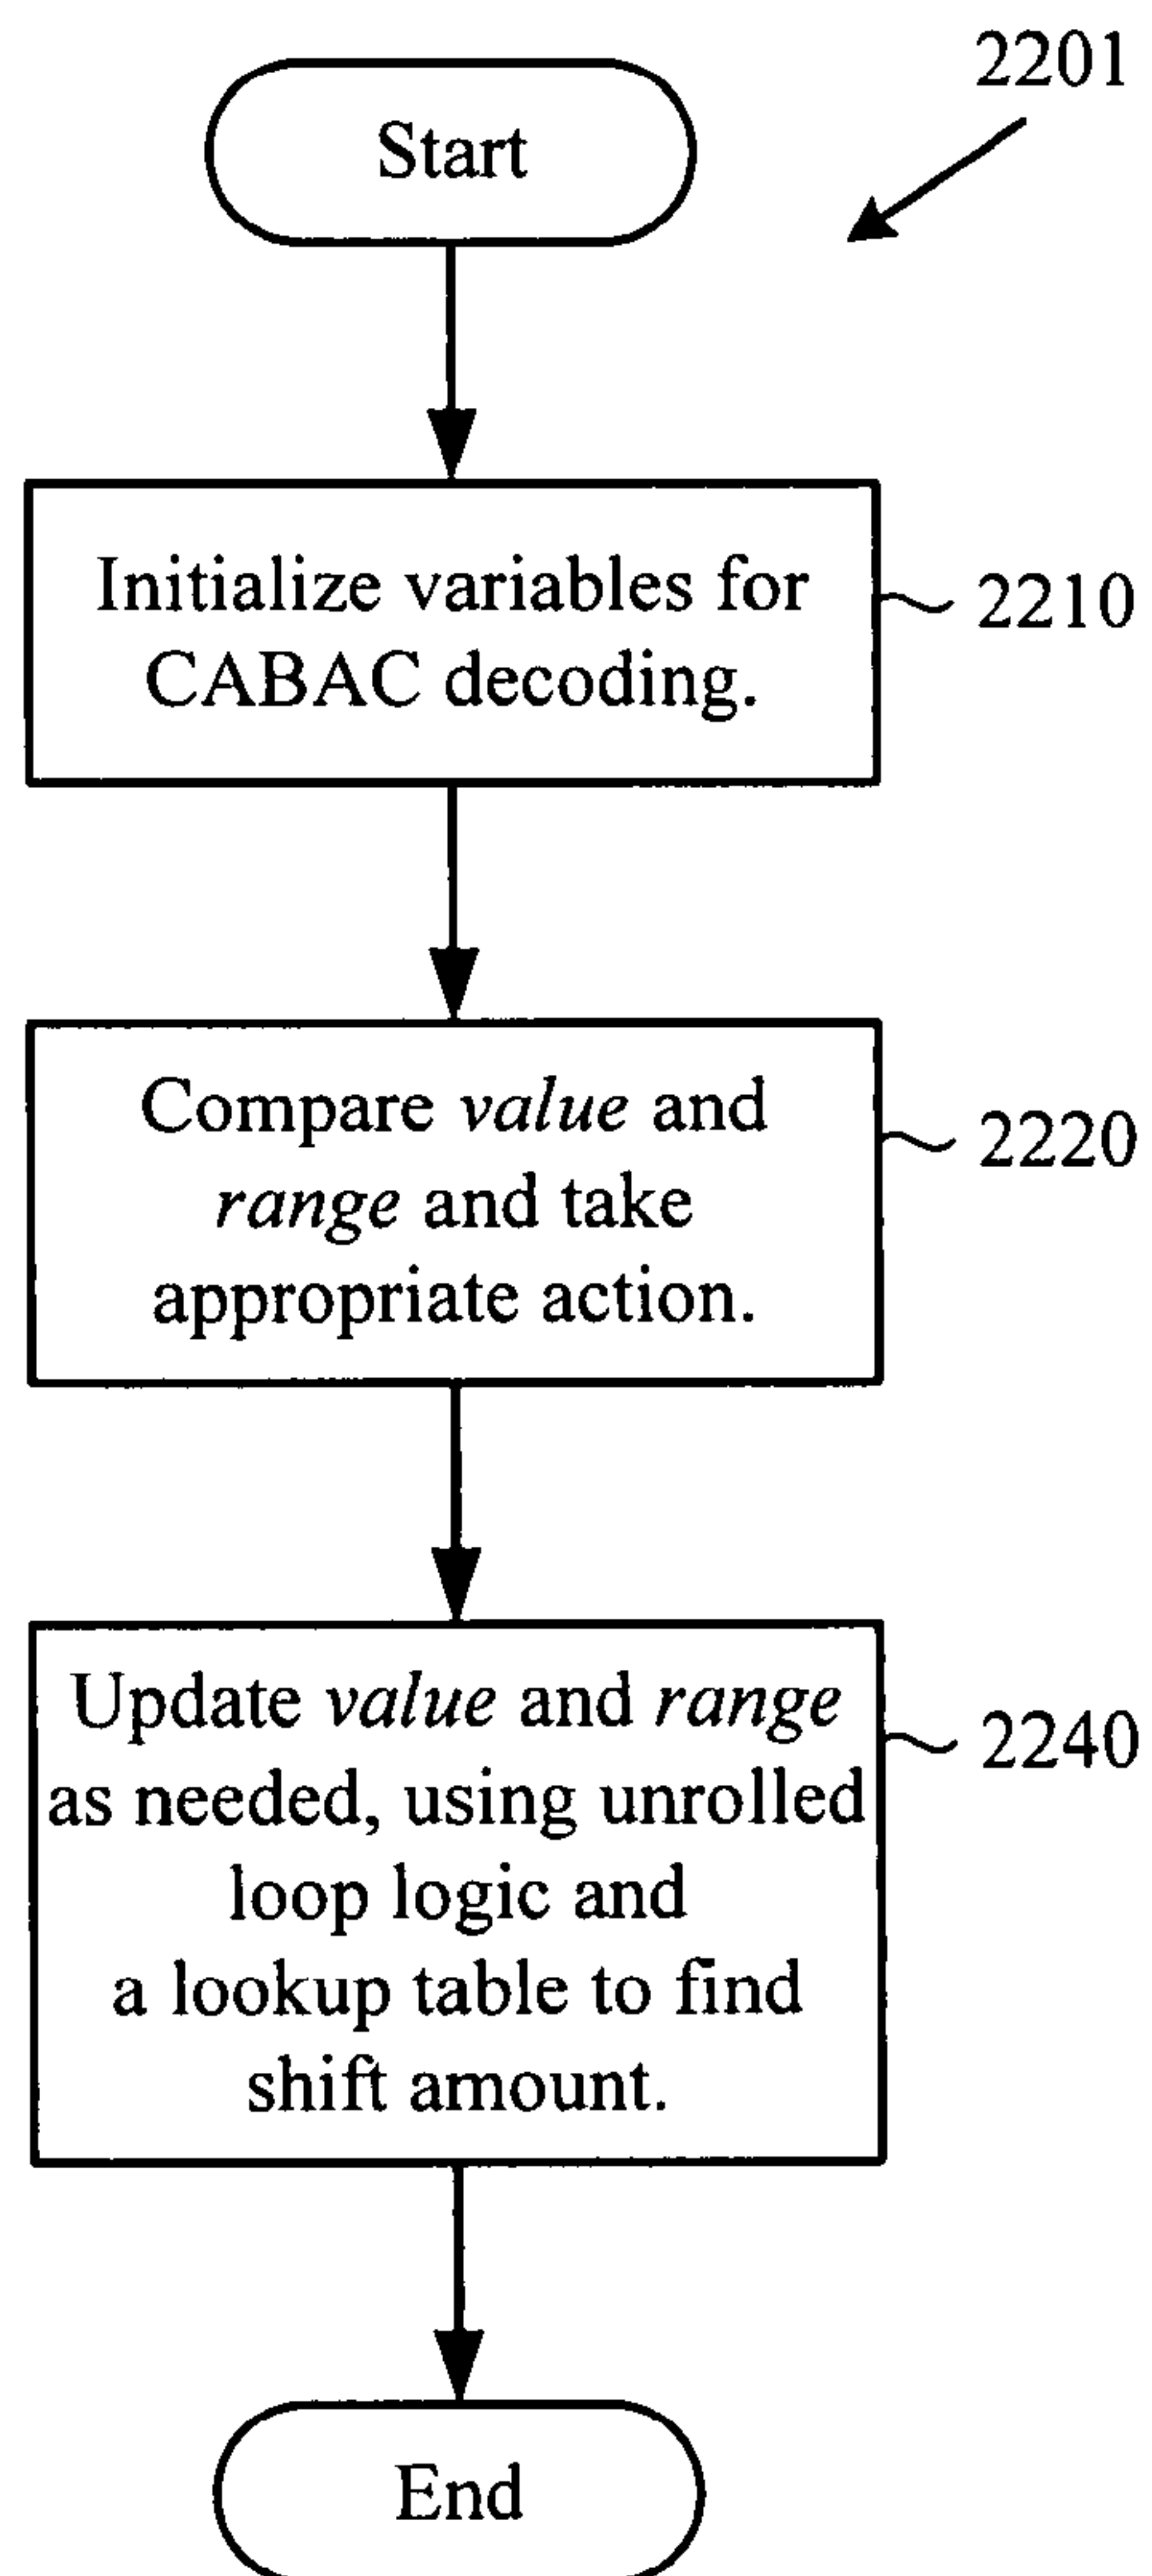 2201
Start
Initialize variables for
CABAC decoding.
2210
Compare value and
range and take
appropriate action.
2220
Update value and range
as needed, using unrolled
loop logic and
a lookup table to find
shift amount.
2240
End